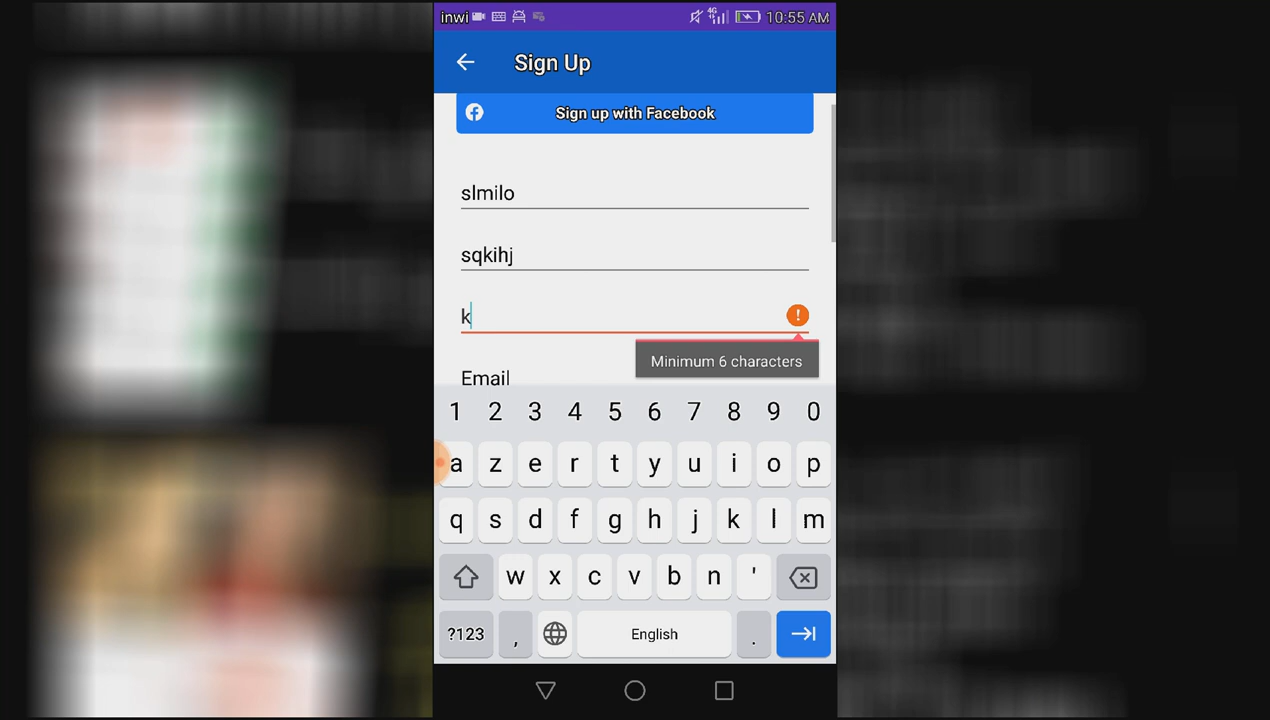 inwi 4G 10:55 AM
Sign Up
Sign up with Facebook
slmilo
sqkihj
k
Minimum 6 characters
Email
1 2 3 4 5 6 7 8 9 0
a z e r t y u i o p
q s d f g h j k l m
w x c v b n '
?123 , English .